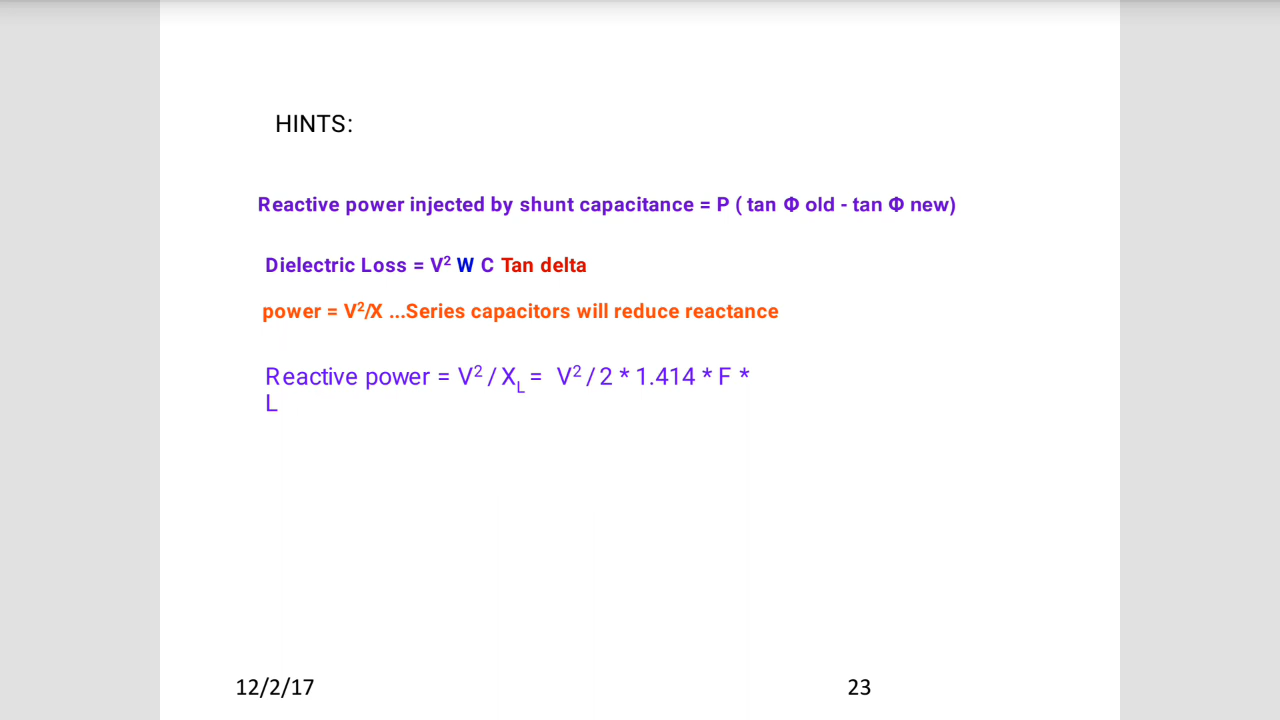 HINTS:
Reactive power injected by shunt capacitance = P ( tan Φ old - tan Φ new)
Dielectric Loss = V² W C Tan delta
power = V²/X ...Series capacitors will reduce reactance
Reactive power = V² / X_L = V² / 2 * 1.414 * F *
L
12/2/17
23